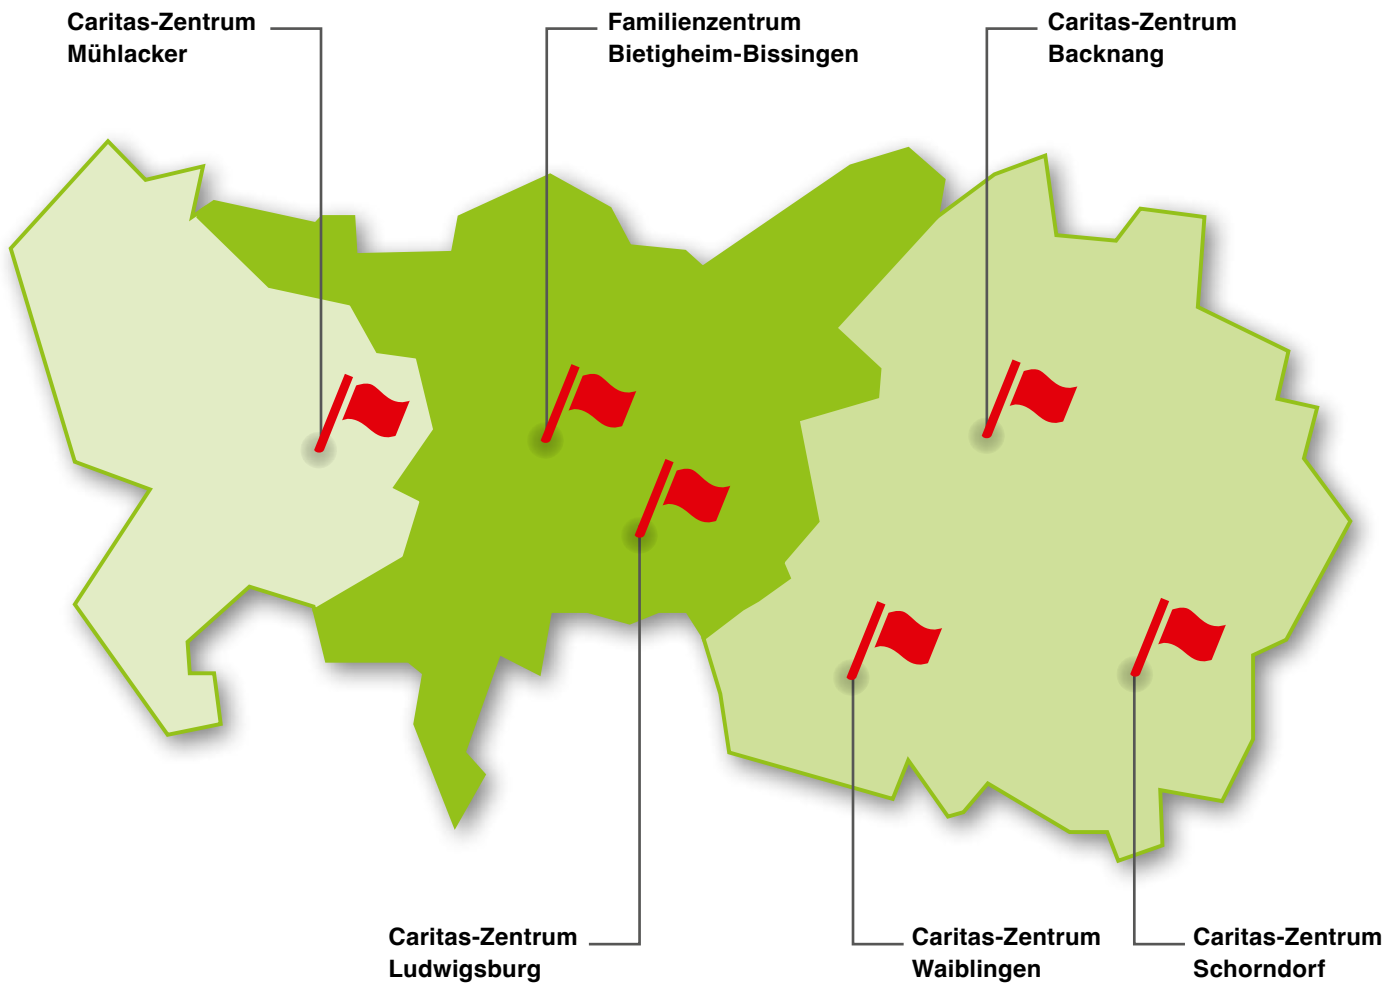 Caritas-Zentrum
Mühlacker
Familienzentrum
Bietigheim-Bissingen
Caritas-Zentrum
Backnang
Caritas-Zentrum
Ludwigsburg
Caritas-Zentrum
Waiblingen
Caritas-Zentrum
Schorndorf